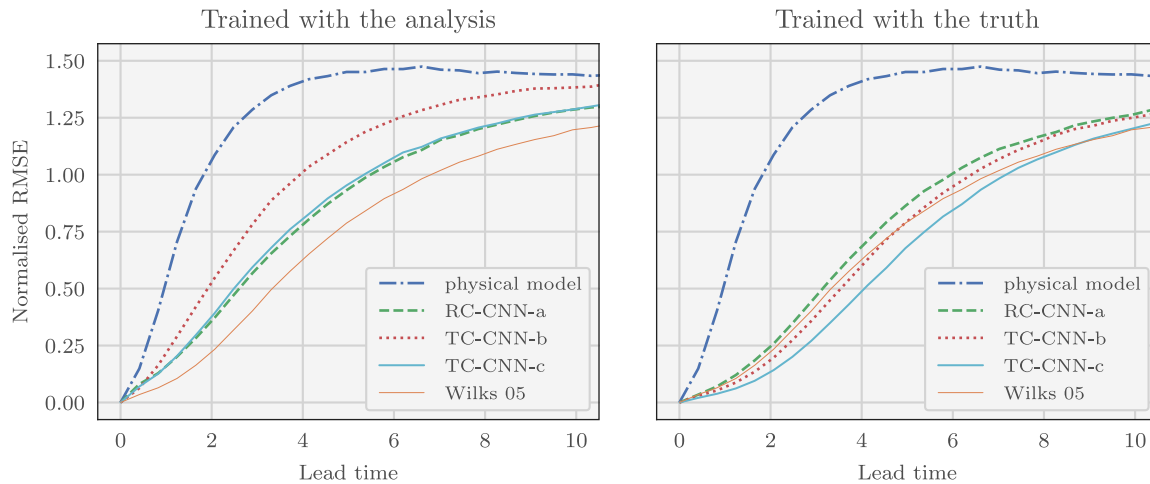 Trained with the analysis
Trained with the truth
Normalised RMSE
1.50
1.25
1.00
0.75
0.50
0.25
0.00
physical model
RC-CNN-a
TC-CNN-b
TC-CNN-c
Wilks 05
0 2 4 6 8 10
Lead time
physical model
RC-CNN-a
TC-CNN-b
TC-CNN-c
Wilks 05
0 2 4 6 8 10
Lead time